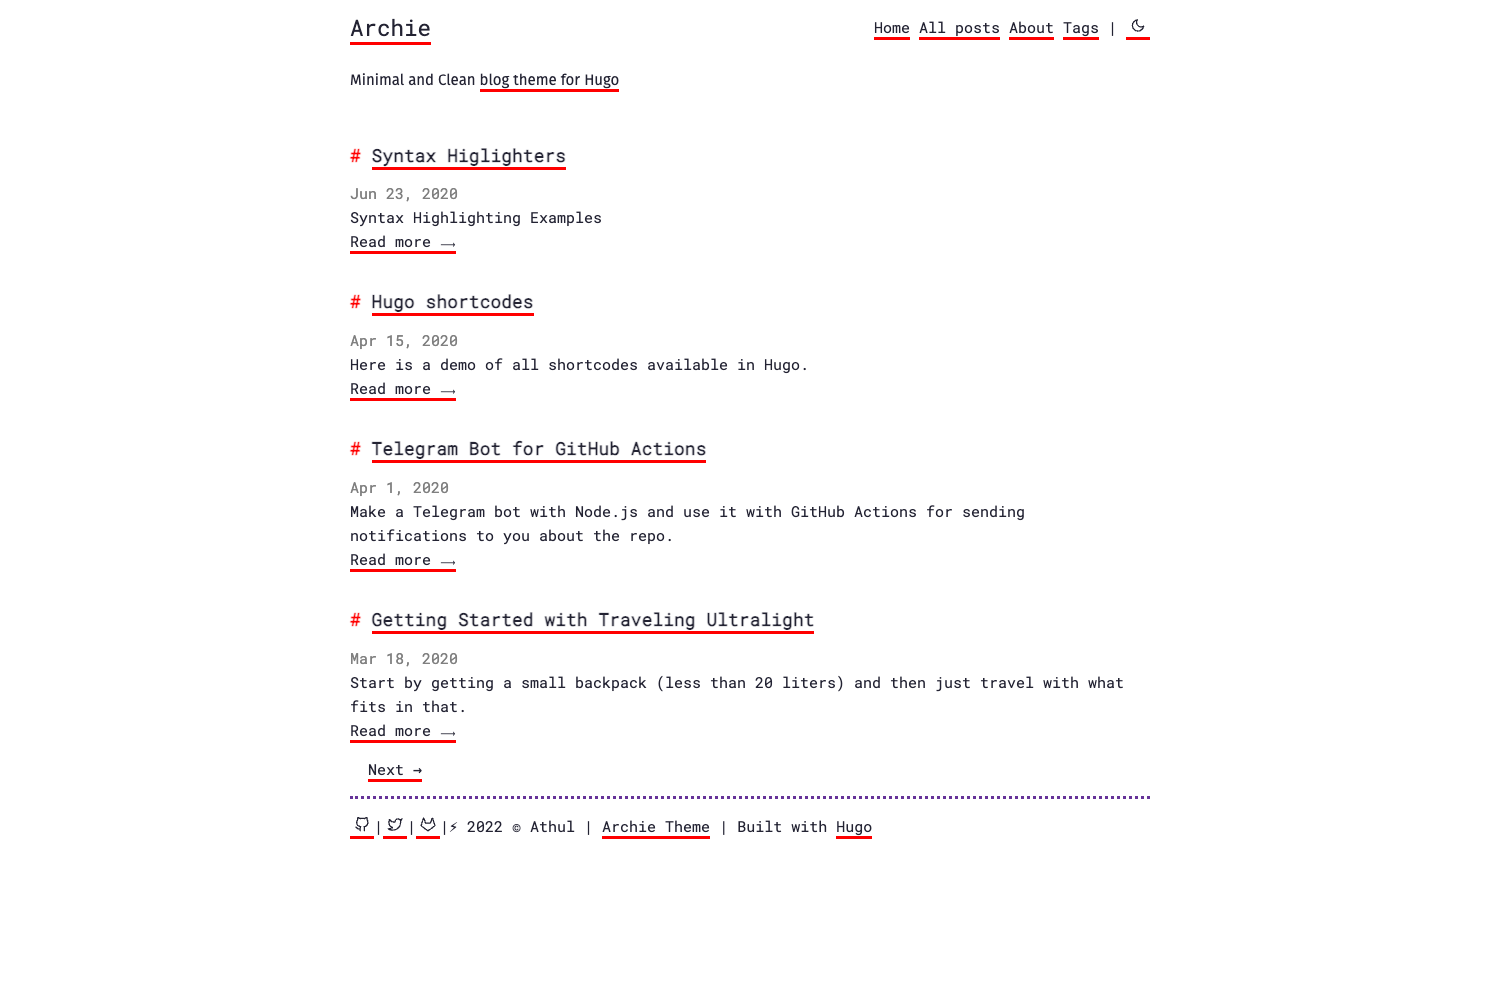 Archie
Home All posts About Tags |
Minimal and Clean blog theme for Hugo
# Syntax Higlighters
Jun 23, 2020
Syntax Highlighting Examples
Read more ⟶
# Hugo shortcodes
Apr 15, 2020
Here is a demo of all shortcodes available in Hugo.
Read more ⟶
# Telegram Bot for GitHub Actions
Apr 1, 2020
Make a Telegram bot with Node.js and use it with GitHub Actions for sending
notifications to you about the repo.
Read more ⟶
# Getting Started with Traveling Ultralight
Mar 18, 2020
Start by getting a small backpack (less than 20 liters) and then just travel with what
fits in that.
Read more ⟶
Next →
| | |⚡ 2022 © Athul | Archie Theme | Built with Hugo